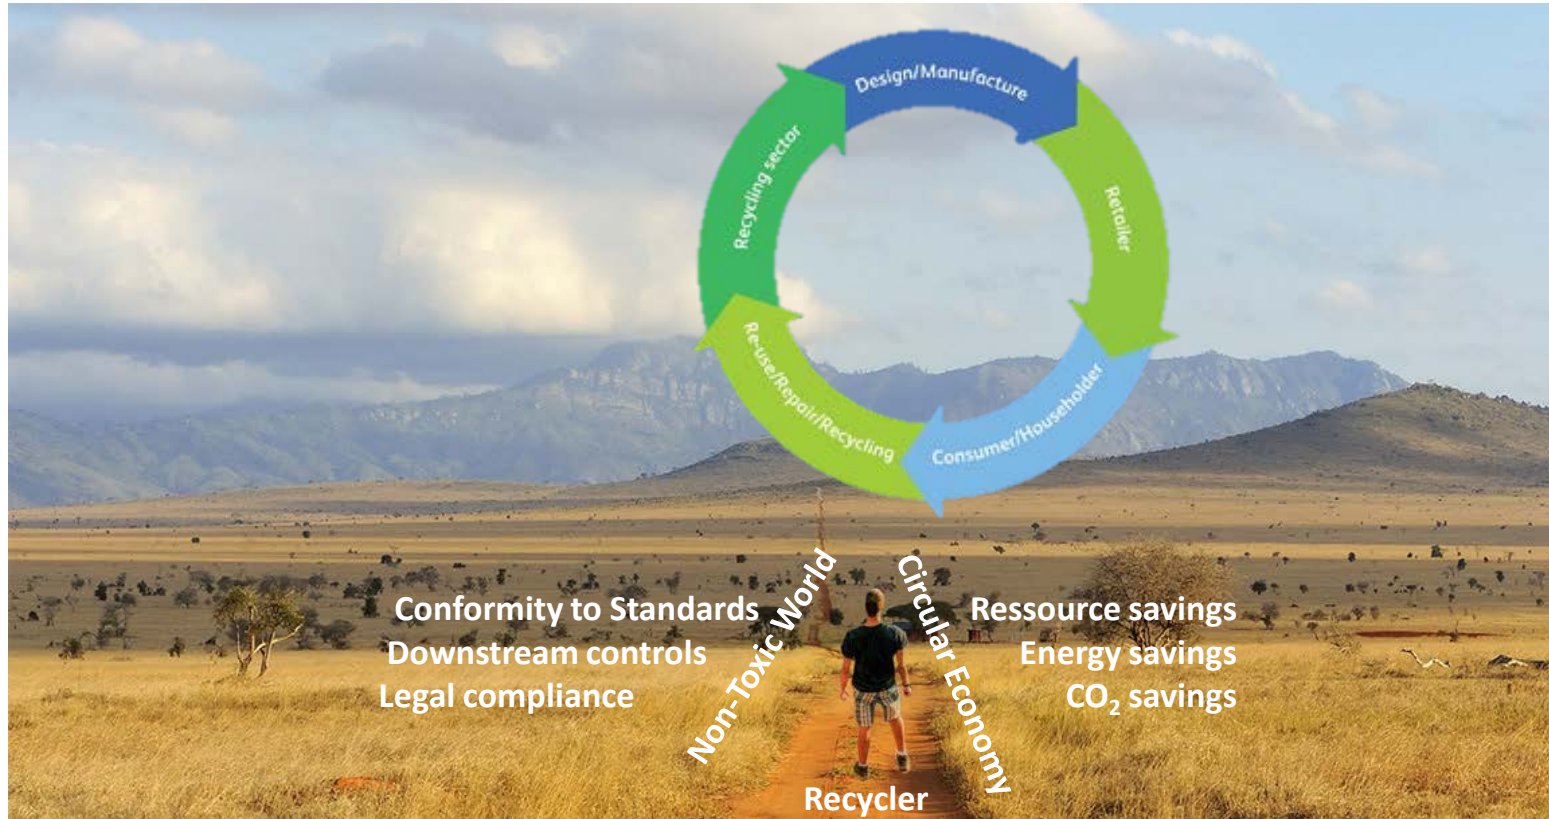 Design/Manufacture
Retailer
Consumer/Householder
Re-use/Repair/Recycling
Recycling sector
Conformity to Standards
Downstream controls
Legal compliance
Non-Toxic World
Circular Economy
Ressource savings
Energy savings
CO₂ savings
Recycler